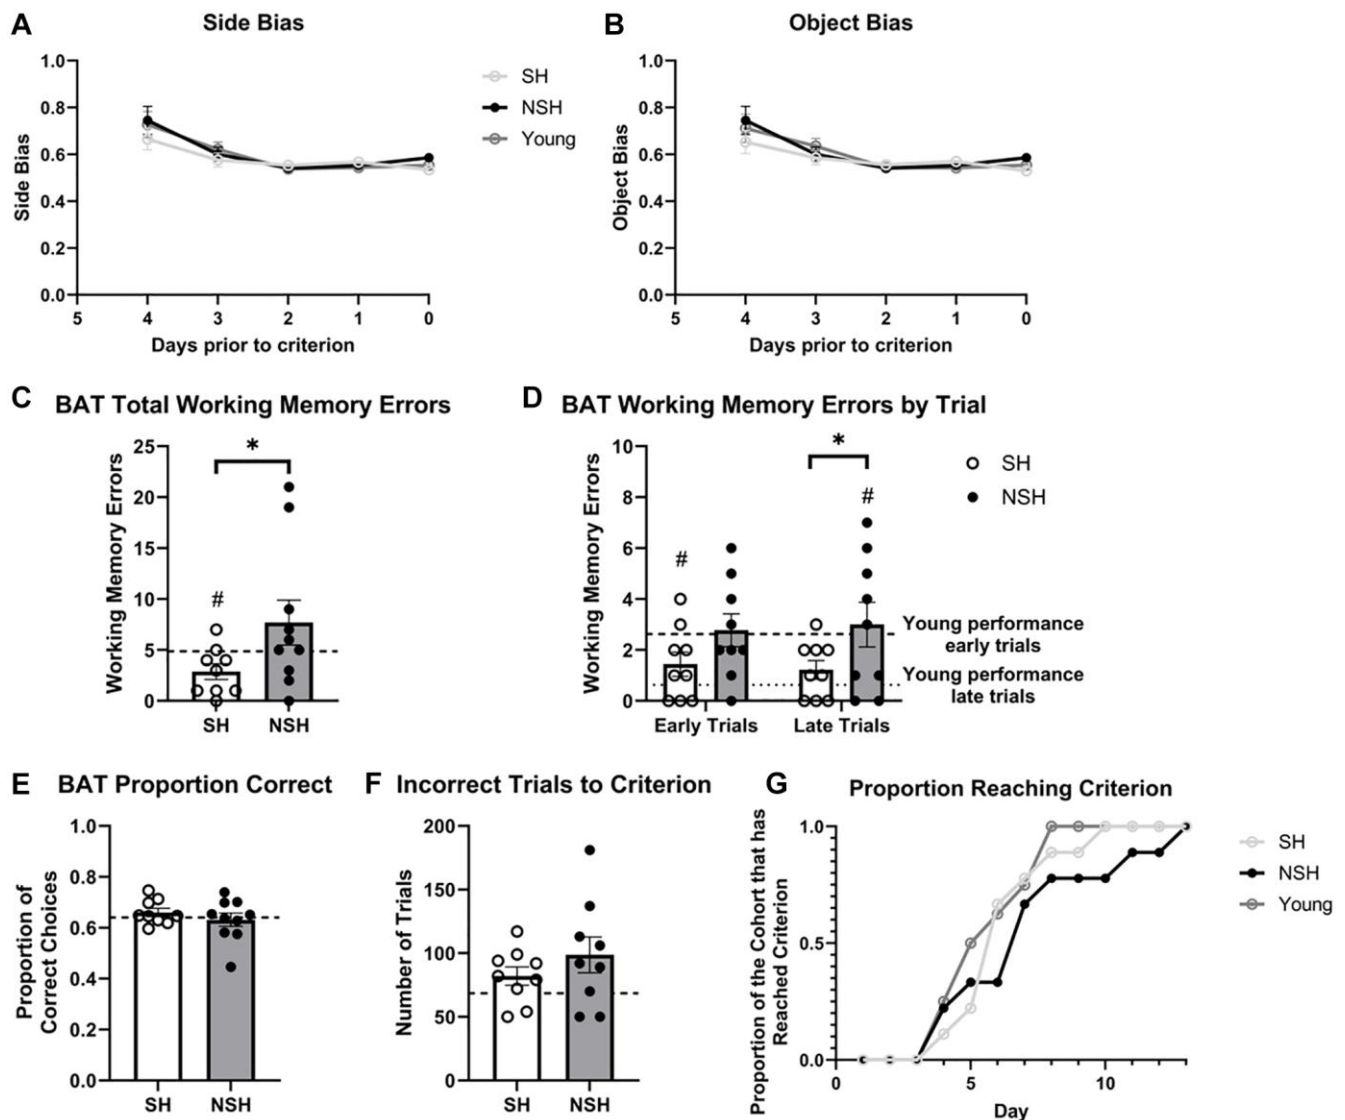 A
Side Bias
Side Bias
1.0
0.8
0.6
0.4
0.2
0.0
5 4 3 2 1 0
Days prior to criterion
SH
NSH
Young
B
Object Bias
Object Bias
1.0
0.8
0.6
0.4
0.2
0.0
5 4 3 2 1 0
Days prior to criterion
C
BAT Total Working Memory Errors
Working Memory Errors
25
20
15
10
5
0
*
#
SH NSH
D
BAT Working Memory Errors by Trial
Working Memory Errors
10
8
6
4
2
0
#
*
#
Early Trials Late Trials
SH
NSH
Young performance
early trials
Young performance
late trials
E
BAT Proportion Correct
Proportion of
Correct Choices
1.0
0.8
0.6
0.4
0.2
0.0
SH NSH
F
Incorrect Trials to Criterion
Number of Trials
200
150
100
50
0
SH NSH
G
Proportion Reaching Criterion
Proportion of the Cohort that has
Reached Criterion
1.0
0.5
0.0
0 5 10
Day
SH
NSH
Young